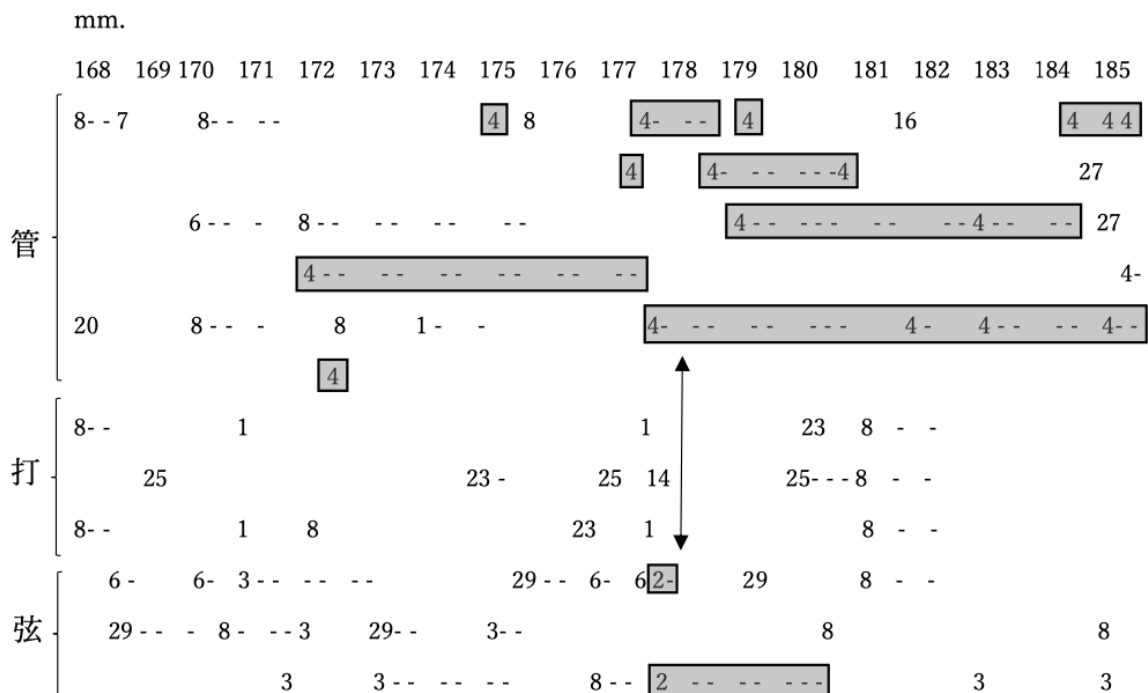 mm.
168 169 170 171 172 173 174 175 176 177 178 179 180 181 182 183 184 185
8- - 7 8- - - - 4 8 4- - - 4 16 4 4 4
4 4- - - - - -4 27
6 - - - 8 - - - - - - - - 4 - - - - - - - - - - - 4 - - - - - - 27
管
4 - - - - - - - - - - - - 4-
20 8 - - - 8 1 - - 4- - - - - - - - 4 - 4 - - - - 4- -
4
8- - 1 1 23 8 - -
打 25 23 - 25 14 25- - - 8 - -
8- - 1 8 23 1 8 - -
6 - 6- 3 - - - - - - 29 - - 6- 6 2- 29 8 - -
弦 29 - - - 8 - - -3 29- - 3- - 8 8
3 3 - - - - - - 8 - - 2 - - - - - - - 3 3